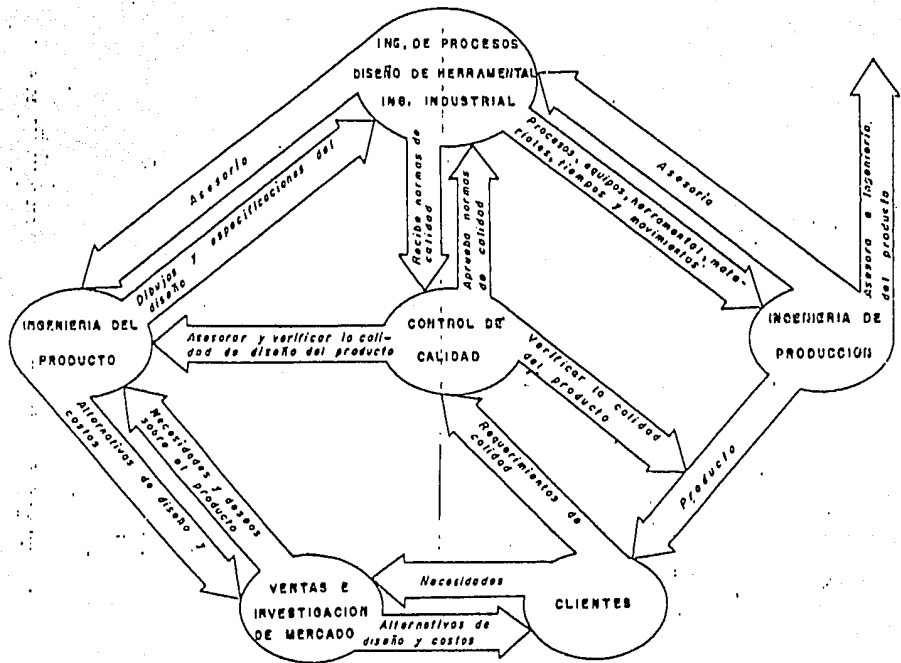 ING. DE PROCESOS
DISEÑO DE HERRAMENTAL
ING. INDUSTRIAL
Asesoría
Dibujos y especificaciones del
diseño
Recibe normas de
calidad
Aprueba normas
de calidad
Procesos, equipos, herramental, mate-
riales, tiempos y movimientos
Asesoría
Asesora a Ingeniería
del producto
INGENIERIA DEL
PRODUCTO
Asesorar y verificar la cali-
dad de diseño del producto
CONTROL DE
CALIDAD
Verificar la calidad
del producto
INGENIERIA DE
PRODUCCION
Alternativas de diseño y
costos
Necesidades y deseos
sobre el producto
Requerimientos de
calidad
Producto
VENTAS E
INVESTIGACION
DE MERCADO
Necesidades
Alternativas de
diseño y costos
CLIENTES